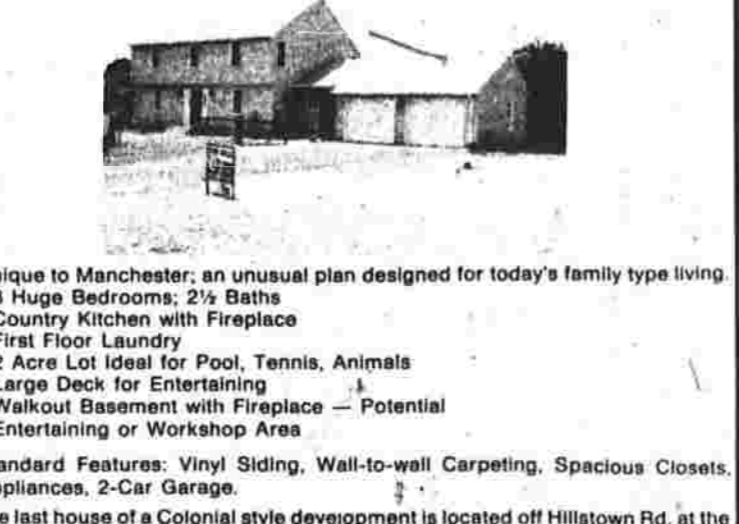 nique to Manchester; an unusual plan designed for today's family type living.
Huge Bedrooms; 2½ Baths
Country Kitchen with Fireplace
First Floor Laundry
2 Acre Lot Ideal for Pool, Tennis, Animals
Large Deck for Entertaining
Walkout Basement with Fireplace — Potential
Entertaining or Workshop Area
andard Features: Vinyl Siding, Wall-to-wall Carpeting, Spacious Closets,
ppliances, 2-Car Garage.
e last house of a Colonial style development is located off Hillstown Rd. at the